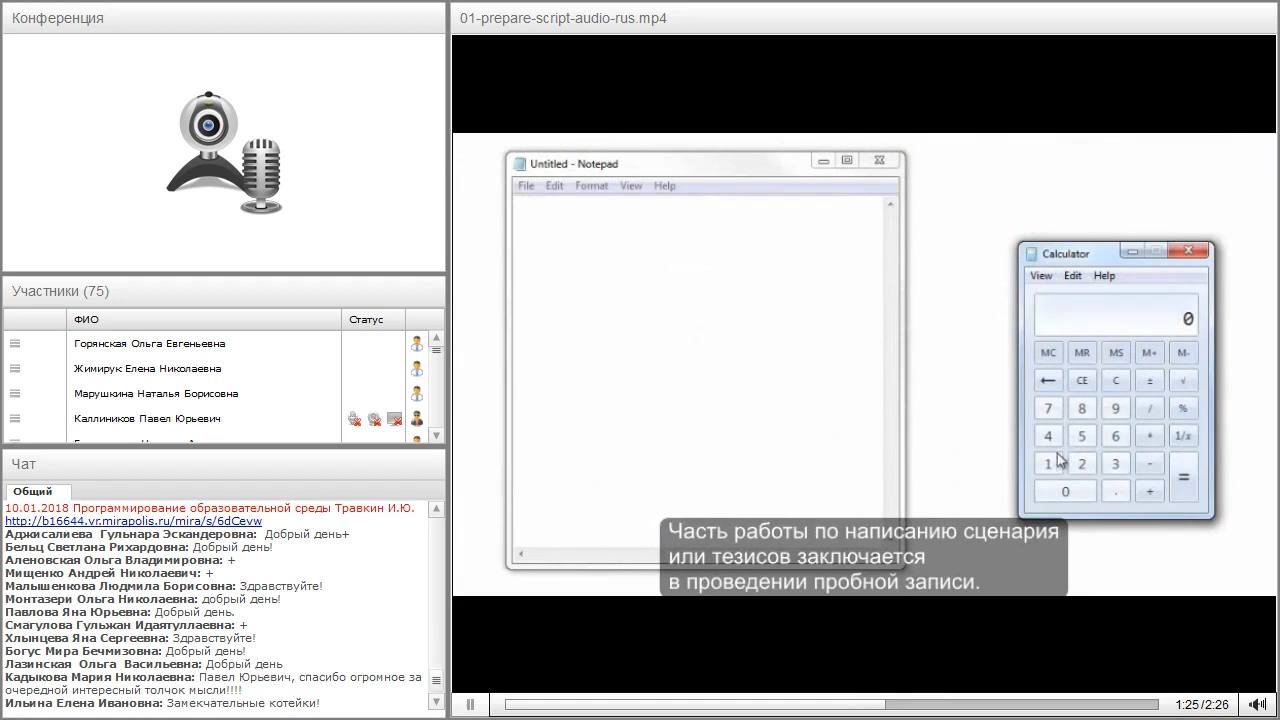 Конференция
Участники (75)
ФИО
Статус
Горянская Ольга Евгеньевна
Жимирук Елена Николаевна
Марушкина Наталья Борисовна
Каллиников Павел Юрьевич
Чат
Общий
10.01.2018 Программирование образовательной среды Травкин И.Ю.
http://b16644.vr.mirapolis.ru/mira/s/6dCevw
Аджисалиева Гульнара Эскандеровна: Добрый день+
Бельц Светлана Рихардовна: Добрый день!
Аленовская Ольга Владимировна: +
Мищенко Андрей Николаевич: +
Малышенкова Людмила Борисовна: Здравствуйте!
Монтазери Ольга Николаевна: добрый день!
Павлова Яна Юрьевна: Добрый день.
Смагулова Гульжан Идаятуллаевна: +
Хлынцева Яна Сергеевна: Здравствуйте!
Богус Мира Бечмизовна: Добрый день!
Лазинская Ольга Васильевна: Добрый день
Кадыкова Мария Николаевна: Павел Юрьевич, спасибо огромное за
очередной интересный толчок мысли!!!!
Ильина Елена Ивановна: Замечкательные котейки!
01-prepare-script-audio-rus.mp4
Untitled - Notepad
File Edit Format View Help
Calculator
View Edit Help
0
MC MR MS M+ M-
← CE C ± √
7 8 9 / %
4 5 6 * 1/x
1 2 3 - =
0 . +
Часть работы по написанию сценария
или тезисов заключается
в проведении пробной записи.
1:25/2:26